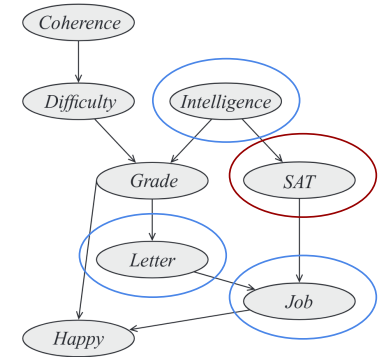 Coherence
Difficulty
Intelligence
Grade
SAT
Letter
Job
Happy